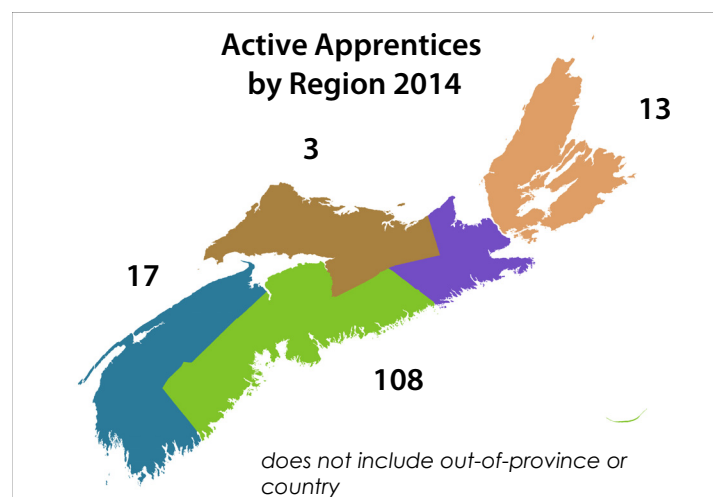 Active Apprentices
by Region 2014
13
3
17
108
does not include out-of-province or
country